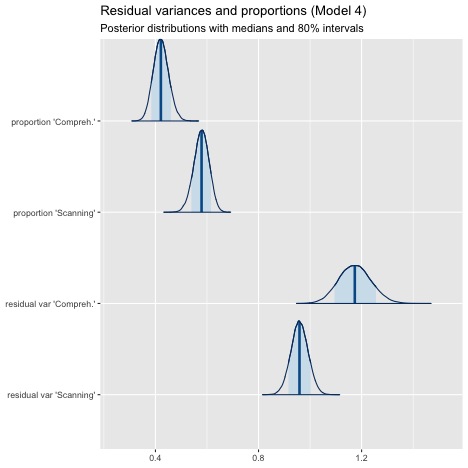 Residual variances and proportions (Model 4)
Posterior distributions with medians and 80% intervals
proportion 'Compreh.'
proportion 'Scanning'
residual var 'Compreh.'
residual var 'Scanning'
0.4 0.8 1.2